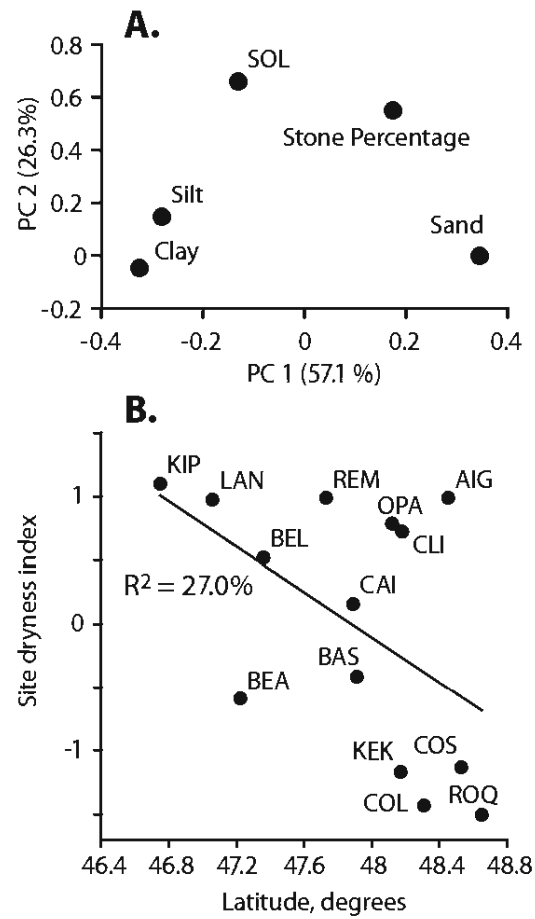 A.
0.8
0.6
0.4
0.2
0
-0.2
PC 2 (26.3%)
SOL
Stone Percentage
Silt
Sand
Clay
-0.4
-0.2
0
0.2
0.4
PC 1 (57.1 %)
B.
1
0
-1
Site dryness index
KIP
LAN
REM
AIG
OPA
CLI
BEL
R² = 27.0%
CAI
BAS
BEA
KEK
COS
COL
ROQ
46.4
46.8
47.2
47.6
48
48.4
48.8
Latitude, degrees